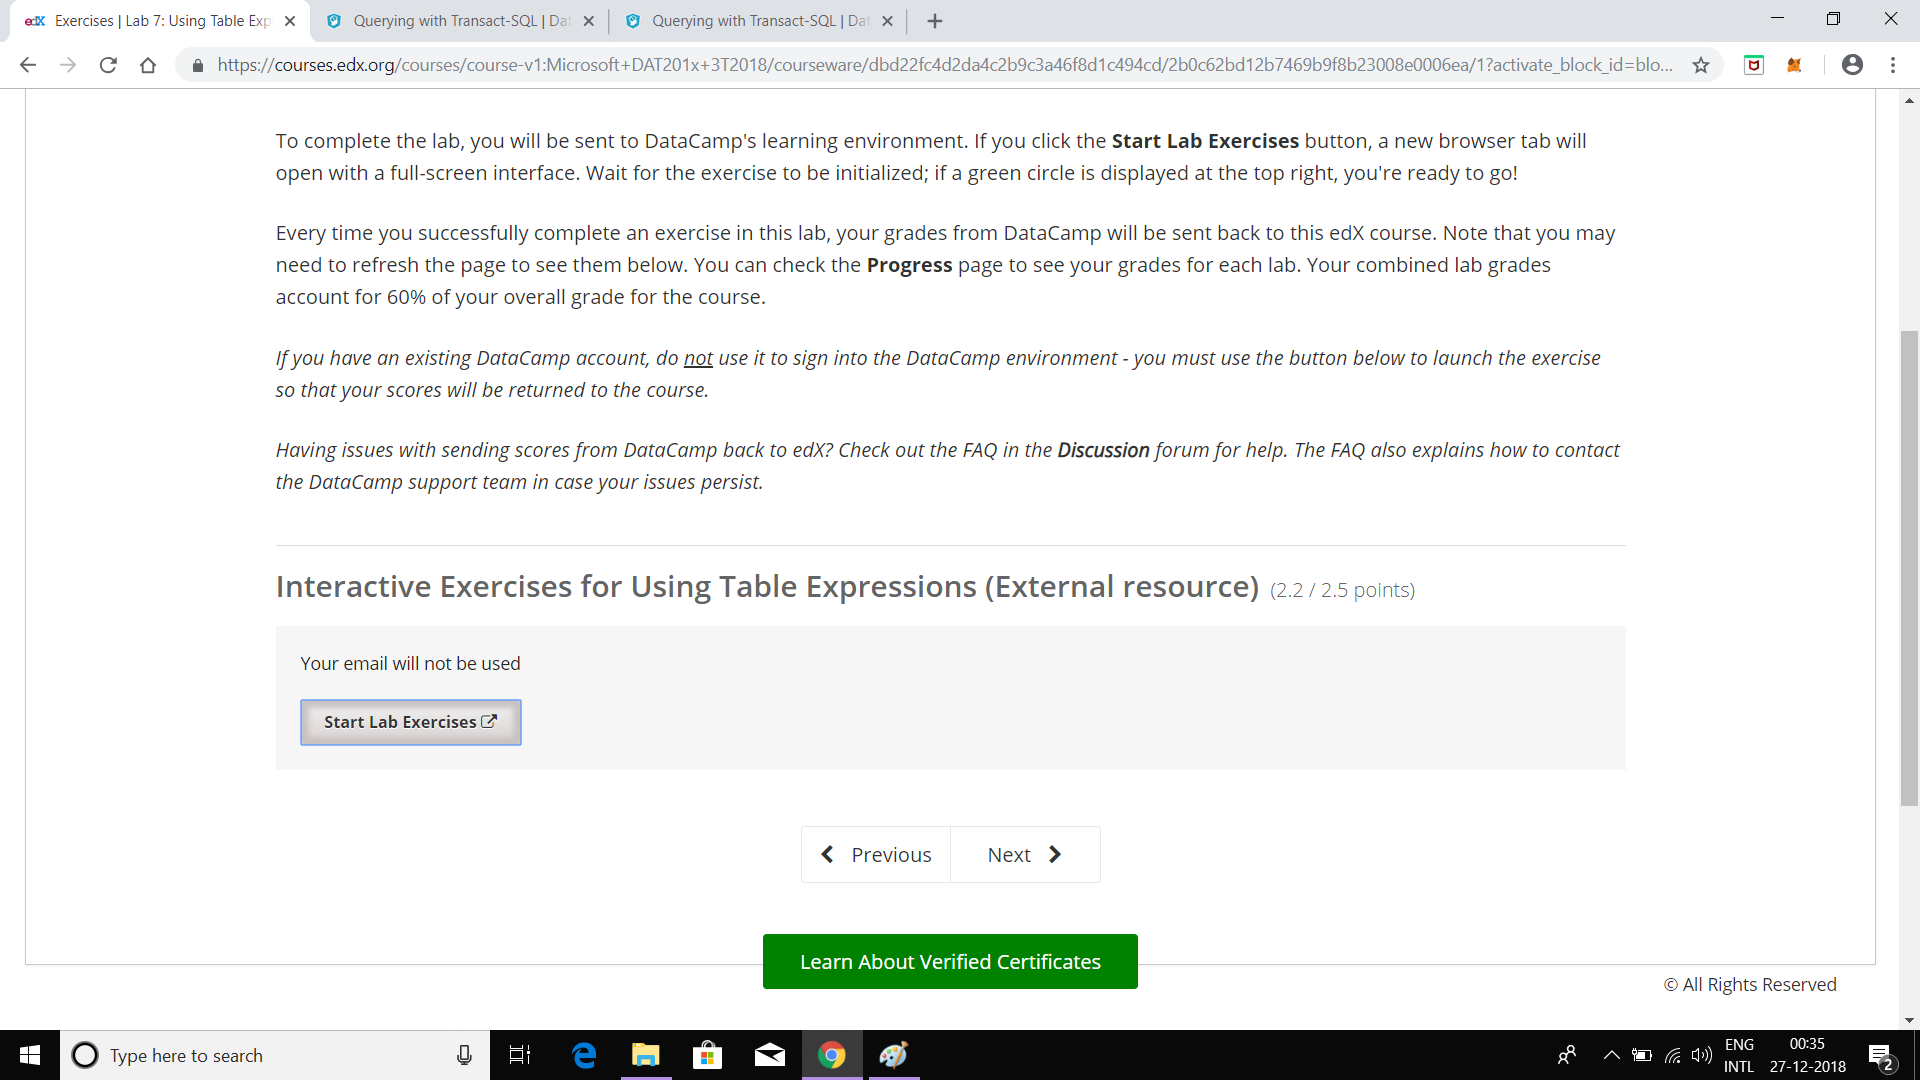 edX Exercises | Lab 7: Using Table Exp
Querying with Transact-SQL | Dat
Querying with Transact-SQL | Dat
https://courses.edx.org/courses/course-v1:Microsoft+DAT201x+3T2018/courseware/dbd22fc4d2da4c2b9c3a46f8d1c494cd/2b0c62bd12b7469b9f8b23008e0006ea/1?activate_block_id=blo...
To complete the lab, you will be sent to DataCamp's learning environment. If you click the Start Lab Exercises button, a new browser tab will
open with a full-screen interface. Wait for the exercise to be initialized; if a green circle is displayed at the top right, you're ready to go!
Every time you successfully complete an exercise in this lab, your grades from DataCamp will be sent back to this edX course. Note that you may
need to refresh the page to see them below. You can check the Progress page to see your grades for each lab. Your combined lab grades
account for 60% of your overall grade for the course.
If you have an existing DataCamp account, do not use it to sign into the DataCamp environment - you must use the button below to launch the exercise
so that your scores will be returned to the course.
Having issues with sending scores from DataCamp back to edX? Check out the FAQ in the Discussion forum for help. The FAQ also explains how to contact
the DataCamp support team in case your issues persist.
Interactive Exercises for Using Table Expressions (External resource) (2.2 / 2.5 points)
Your email will not be used
Start Lab Exercises
Previous
Next
Learn About Verified Certificates
© All Rights Reserved
Type here to search
ENG
INTL
00:35
27-12-2018
2